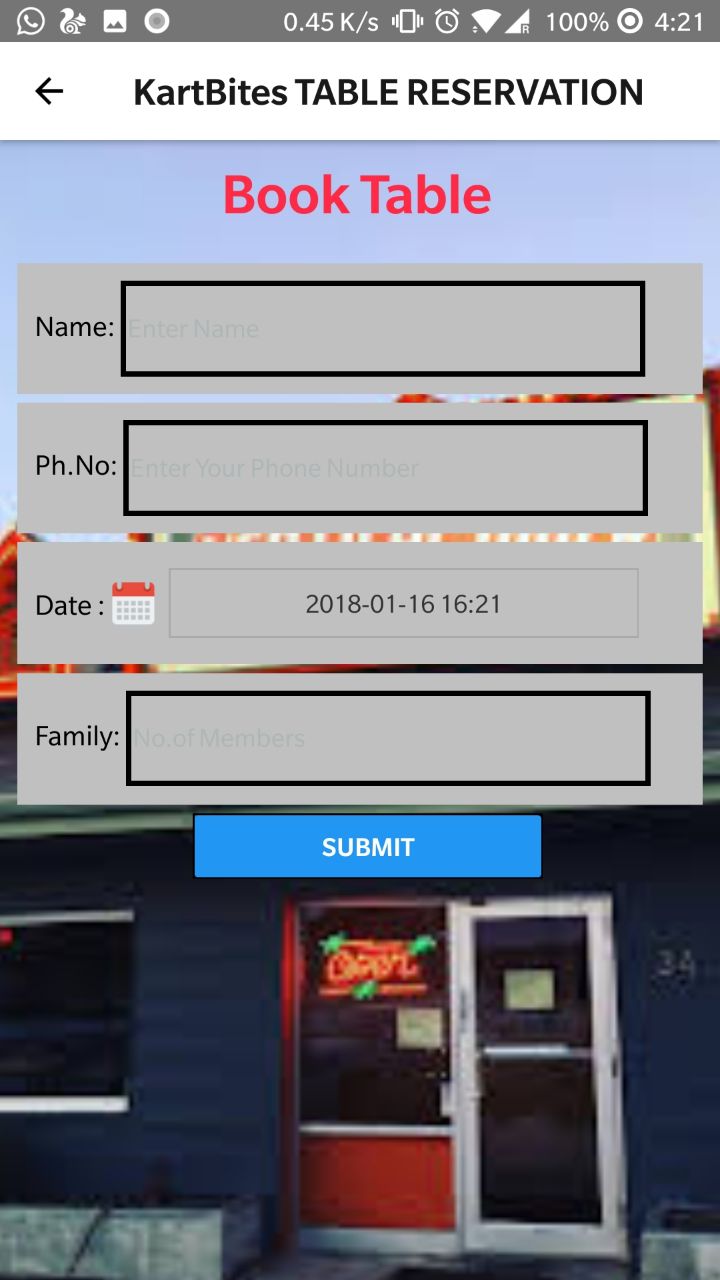 0.45 K/s R 100% 4:21
KartBites TABLE RESERVATION
Book Table
Name: Enter Name
Ph.No: Enter Your Phone Number
Date : 2018-01-16 16:21
Family: No.of Members
SUBMIT
OPEN
34